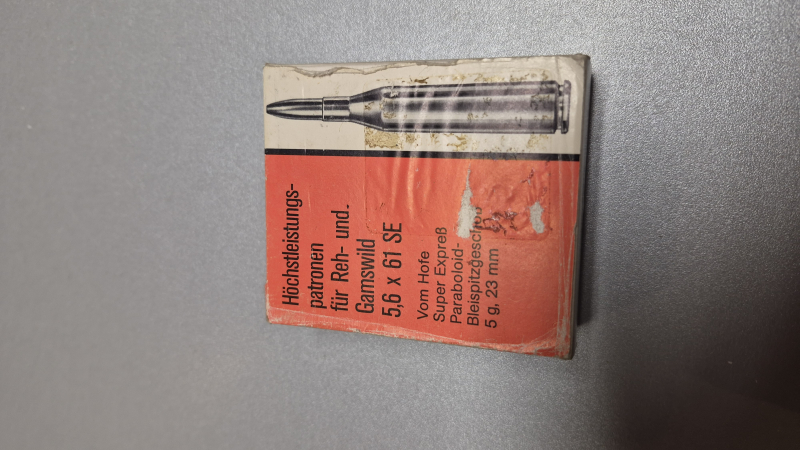 Höchstleistungs-
patronen
für Reh- und.
Gamswild
5,6 x 61 SE
Vom Hofe
Super Expreß
Paraboloid-
Bleispitzgeschoß
5 g, 23 mm